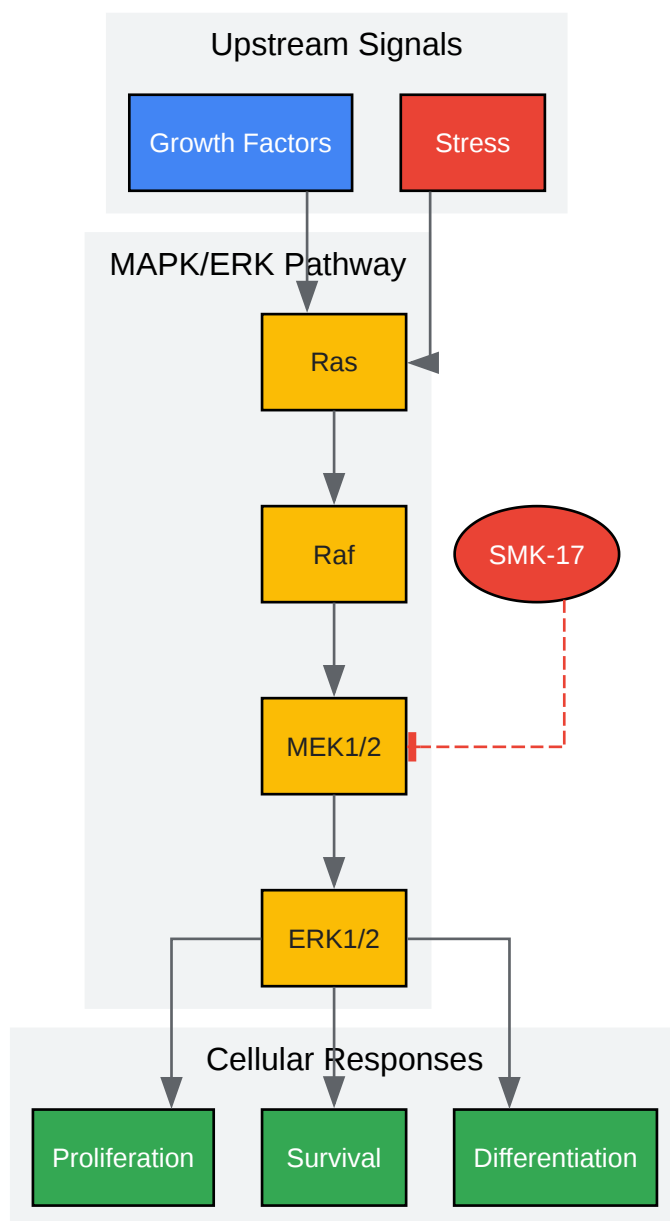 Upstream Signals
Growth Factors
Stress
MAPK/ERK Pathway
Ras
Raf
SMK-17
MEK1/2
ERK1/2
Cellular Responses
Proliferation
Survival
Differentiation